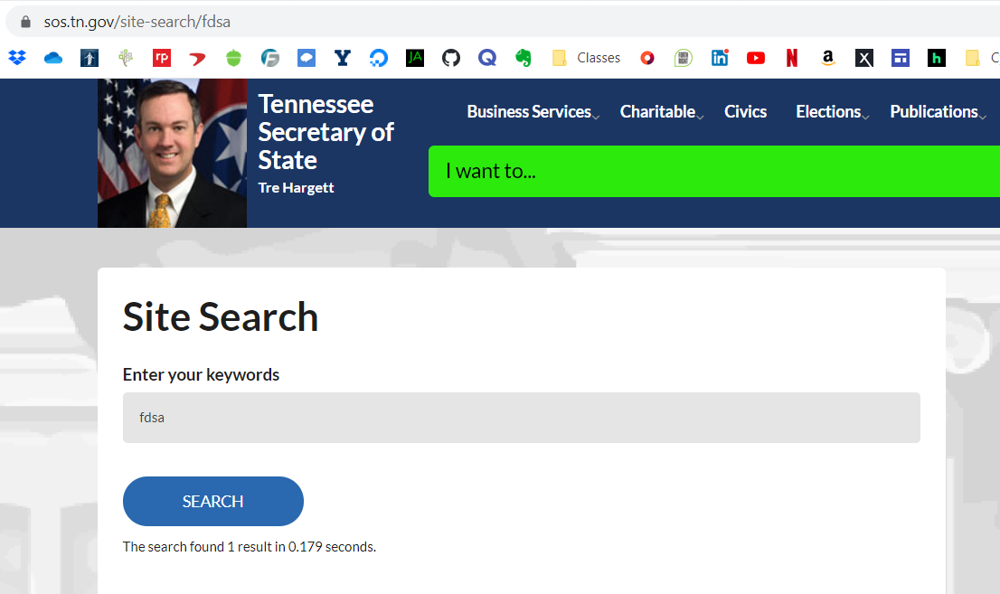 sos.tn.gov/site-search/fdsa
rp Y JA Q Classes in N a X h C
Tennessee
Secretary of
State
Tre Hargett
Business Services Charitable Civics Elections Publications
I want to...
Site Search
Enter your keywords
fdsa
SEARCH
The search found 1 result in 0.179 seconds.